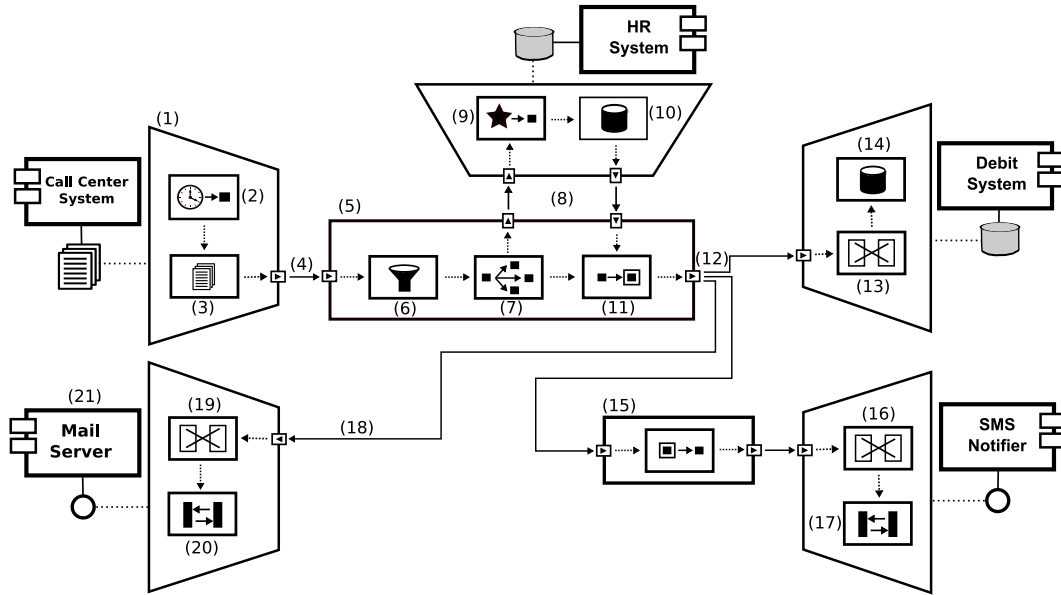 HR
System
(9)
(10)
(1)
(14)
Call Center
System
(2)
Debit
System
(5)
(8)
(4)
(12)
(3)
(6)
(7)
(11)
(13)
(21)
(19)
(18)
(15)
(16)
Mail
Server
SMS
Notifier
(20)
(17)